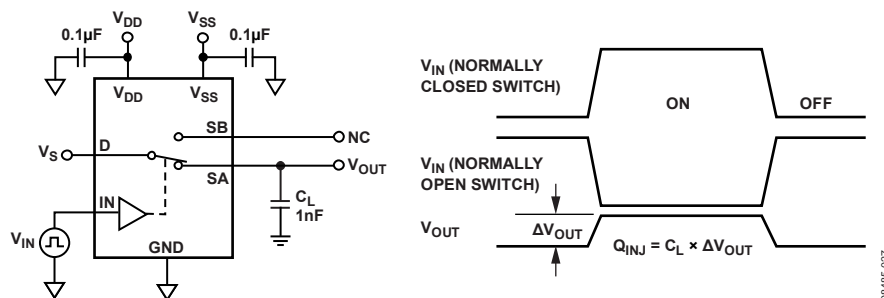 VDD
VSS
0.1µF
0.1µF
VDD
VSS
SB
NC
VS
D
SA
VOUT
IN
CL
1nF
VIN
GND
VIN (NORMALLY
CLOSED SWITCH)
ON
OFF
VIN (NORMALLY
OPEN SWITCH)
VOUT
ΔVOUT
QINJ = CL × ΔVOUT